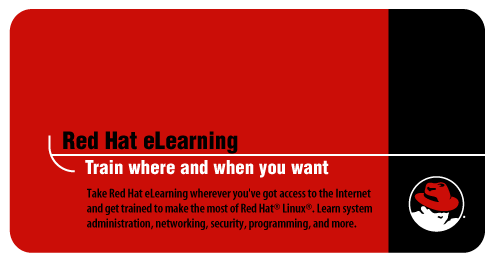 Red Hat eLearning
Train where and when you want
Take Red Hat eLearning wherever you've got access to the Internet
and get trained to make the most of Red Hat® Linux®. Learn system
administration, networking, security, programming, and more.